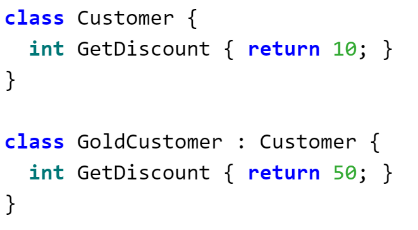 class Customer {
  int GetDiscount { return 10; }
}

class GoldCustomer : Customer {
  int GetDiscount { return 50; }
}